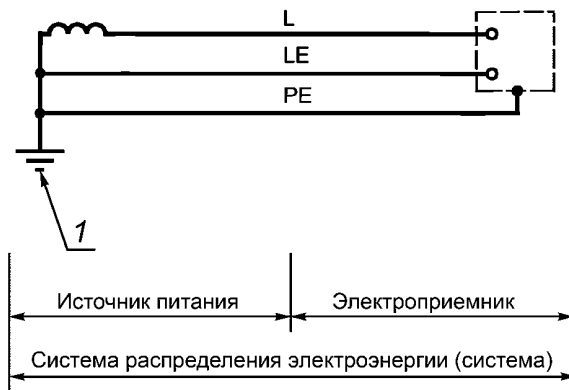 L
LE
PE
1
Источник питания
Электроприемник
Система распределения электроэнергии (система)